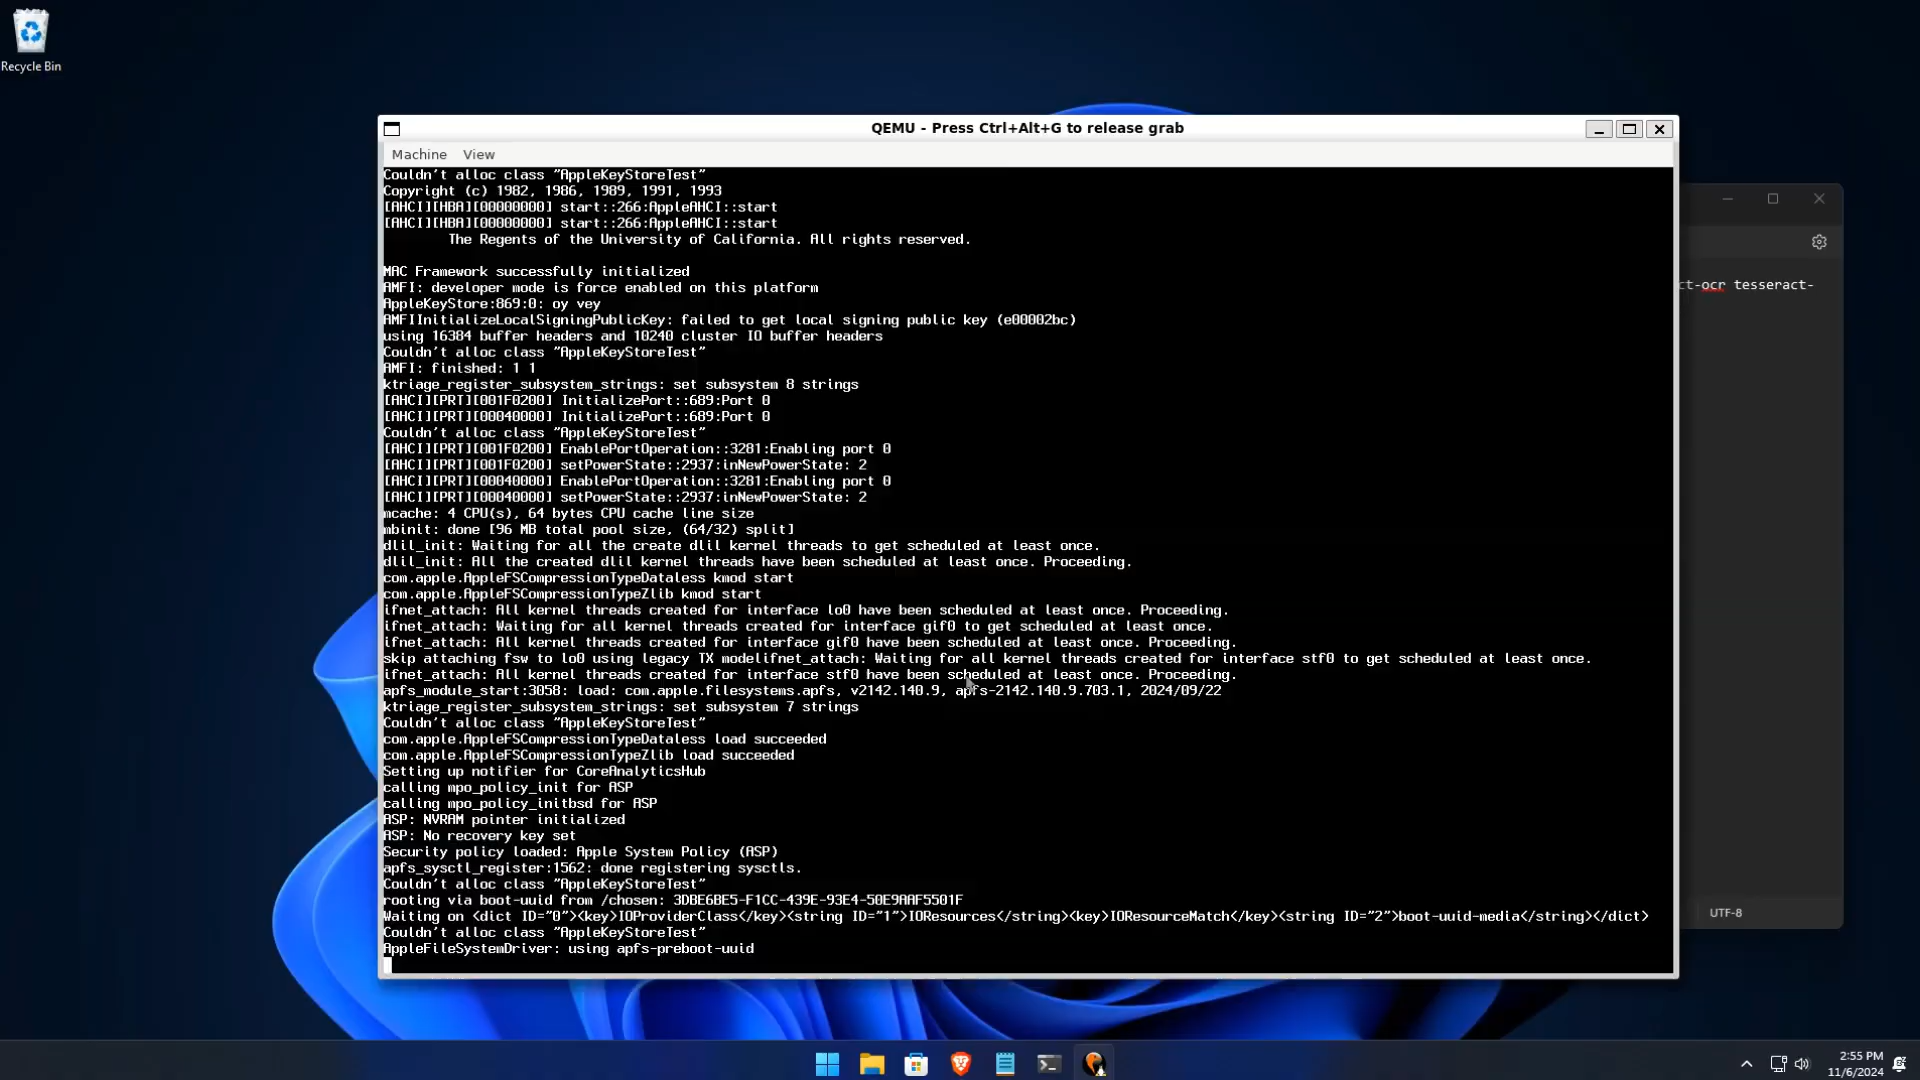 Recycle Bin
QEMU - Press Ctrl+Alt+G to release grab
Machine View
Couldn't alloc class "AppleKeyStoreTest"
Copyright (c) 1982, 1986, 1989, 1991, 1993
[AHCI][HBA][00000000] start::266:AppleAHCI::start
[AHCI][HBA][00000000] start::266:AppleAHCI::start
The Regents of the University of California. All rights reserved.
MAC Framework successfully initialized
AMFI: developer mode is force enabled on this platform
AppleKeyStore:869:0: oy vey
AMFIInitializeLocalSigningPublicKey: failed to get local signing public key (e00002bc)
using 16384 buffer headers and 10240 cluster IO buffer headers
Couldn't alloc class "AppleKeyStoreTest"
AMFI: finished: 1 1
ktriage_register_subsystem_strings: set subsystem 8 strings
[AHCI][PRT][001F0200] InitializePort::689:Port 0
[AHCI][PRT][00040000] InitializePort::689:Port 0
Couldn't alloc class "AppleKeyStoreTest"
[AHCI][PRT][001F0200] EnablePortOperation::3281:Enabling port 0
[AHCI][PRT][001F0200] setPowerState::2937:inNewPowerState: 2
[AHCI][PRT][00040000] EnablePortOperation::3281:Enabling port 0
[AHCI][PRT][00040000] setPowerState::2937:inNewPowerState: 2
mcache: 4 CPU(s), 64 bytes CPU cache line size
mbinit: done [96 MB total pool size, (64/32) split]
dlil_init: Waiting for all the create dlil kernel threads to get scheduled at least once.
dlil_init: All the created dlil kernel threads have been scheduled at least once. Proceeding.
com.apple.AppleFSCompressionTypeDataless kmod start
com.apple.AppleFSCompressionTypeZlib kmod start
ifnet_attach: All kernel threads created for interface lo0 have been scheduled at least once. Proceeding.
ifnet_attach: Waiting for all kernel threads created for interface gif0 to get scheduled at least once.
ifnet_attach: All kernel threads created for interface gif0 have been scheduled at least once. Proceeding.
skip attaching fsw to lo0 using legacy TX modelifnet_attach: Waiting for all kernel threads created for interface stf0 to get scheduled at least once.
ifnet_attach: All kernel threads created for interface stf0 have been scheduled at least once. Proceeding.
apfs_module_start:3058: load: com.apple.filesystems.apfs, v2142.140.9, apfs-2142.140.9.703.1, 2024/09/22
ktriage_register_subsystem_strings: set subsystem 7 strings
Couldn't alloc class "AppleKeyStoreTest"
com.apple.AppleFSCompressionTypeDataless load succeeded
com.apple.AppleFSCompressionTypeZlib load succeeded
Setting up notifier for CoreAnalyticsHub
calling mpo_policy_init for ASP
calling mpo_policy_initbsd for ASP
ASP: NVRAM pointer initialized
ASP: No recovery key set
Security policy loaded: Apple System Policy (ASP)
apfs_sysctl_register:1562: done registering sysctls.
Couldn't alloc class "AppleKeyStoreTest"
rooting via boot-uuid from /chosen: 3DBE6BE5-F1CC-439E-93E4-50E9AAF5501F
Waiting on <dict ID="0"><key>IOProviderClass</key><string ID="1">IOResources</string><key>IOResourceMatch</key><string ID="2">boot-uuid-media</string></dict>
Couldn't alloc class "AppleKeyStoreTest"
AppleFileSystemDriver: using apfs-preboot-uuid
ct-ocr tesseract-
UTF-8
2:55 PM
11/6/2024